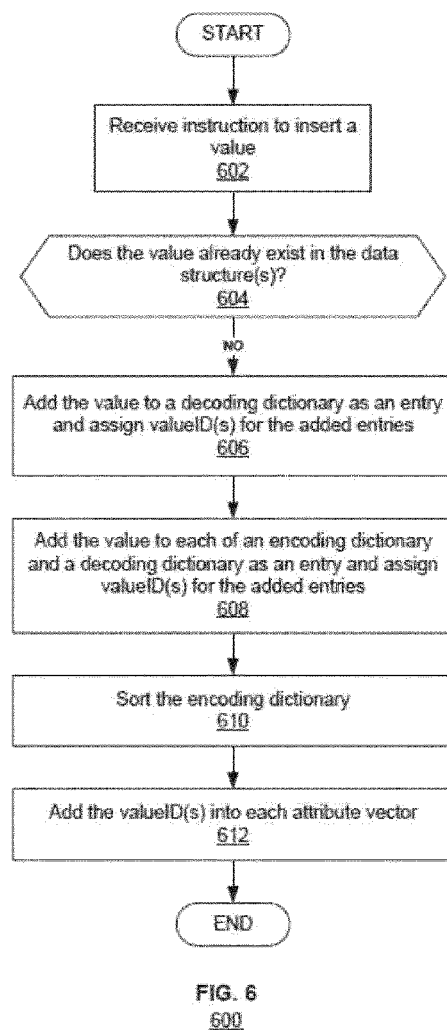 START
Receive instruction to insert a
value
602
Does the value already exist in the data
structure(s)?
604
NO
Add the value to a decoding dictionary as an entry
and assign valueID(s) for the added entries
606
Add the value to each of an encoding dictionary
and a decoding dictionary as an entry and assign
valueID(s) for the added entries
608
Sort the encoding dictionary
610
Add the valueID(s) into each attribute vector
612
END
FIG. 6
600